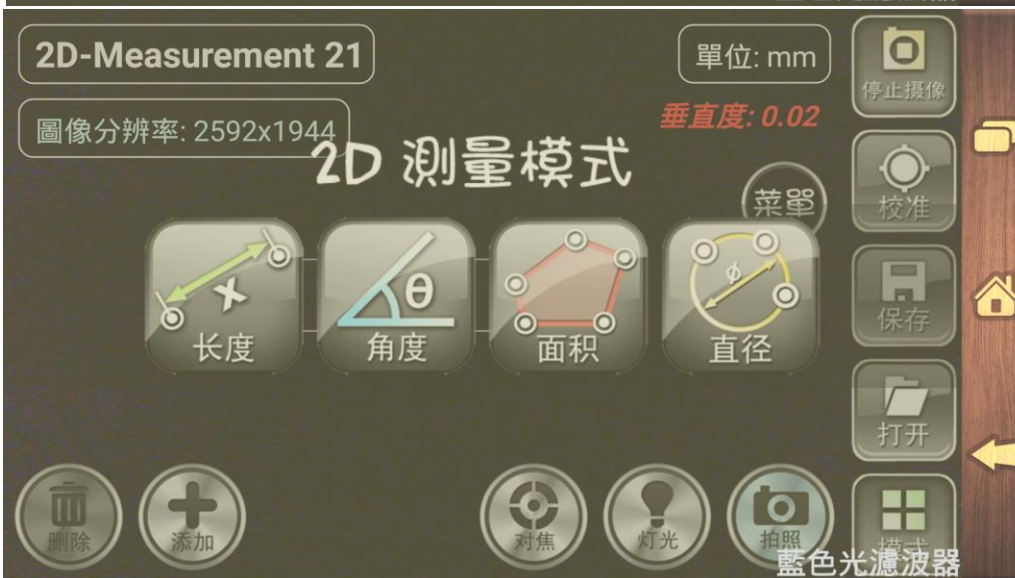 2D-Measurement 21
單位: mm
停止摄像
圖像分辨率: 2592x1944
垂直度: 0.02
2D 測量模式
菜單
校准
长度
角度
面积
直径
保存
打开
删除
添加
对焦
灯光
拍照
模式
藍色光濾波器